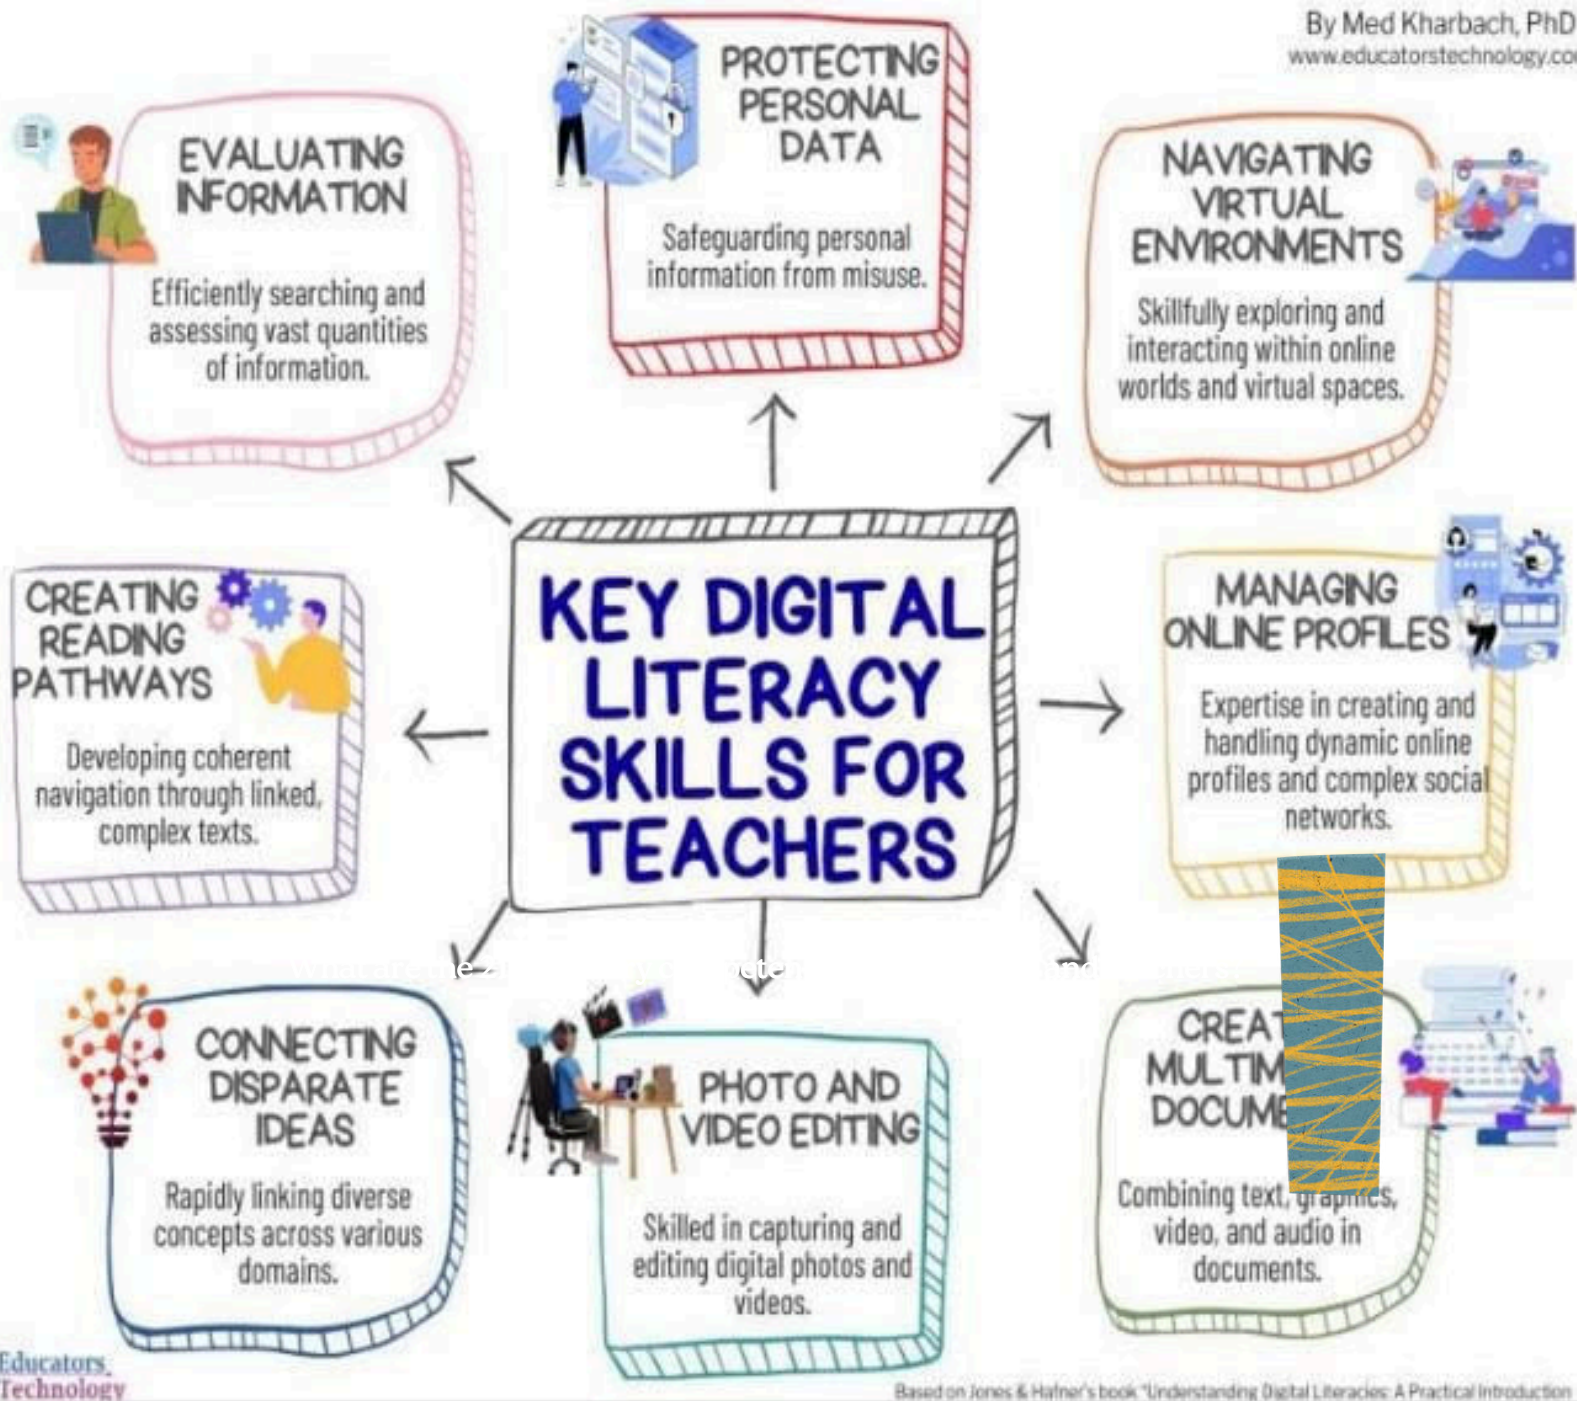 By Med Kharbach, PhD
www.educatorstechnology.co
PROTECTING
PERSONAL
DATA
Safeguarding personal
information from misuse.
EVALUATING
INFORMATION
Efficiently searching and
assessing vast quantities
of information.
NAVIGATING
VIRTUAL
ENVIRONMENTS
Skillfully exploring and
interacting within online
worlds and virtual spaces.
CREATING
READING
PATHWAYS
Developing coherent
navigation through linked,
complex texts.
KEY DIGITAL
LITERACY
SKILLS FOR
TEACHERS
MANAGING
ONLINE PROFILES
Expertise in creating and
handling dynamic online
profiles and complex social
networks.
CONNECTING
DISPARATE
IDEAS
Rapidly linking diverse
concepts across various
domains.
PHOTO AND
VIDEO EDITING
Skilled in capturing and
editing digital photos and
videos.
Combining text, graphics,
video, and audio in
documents.
Educators
Technology
Based on Jones & Hafner's book "Understanding Digital Literacies: A Practical Introduction